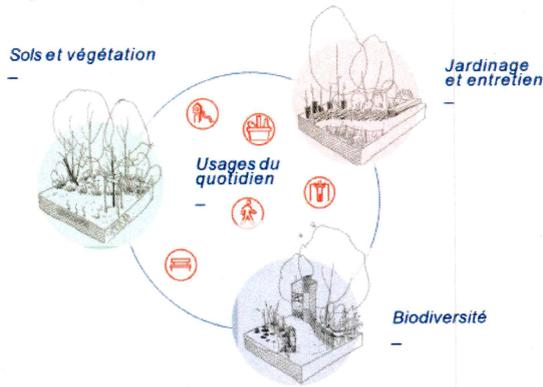 Sols et végétation
–
Jardinage
et entretien
–
Usages du
quotidien
–
Biodiversité
–